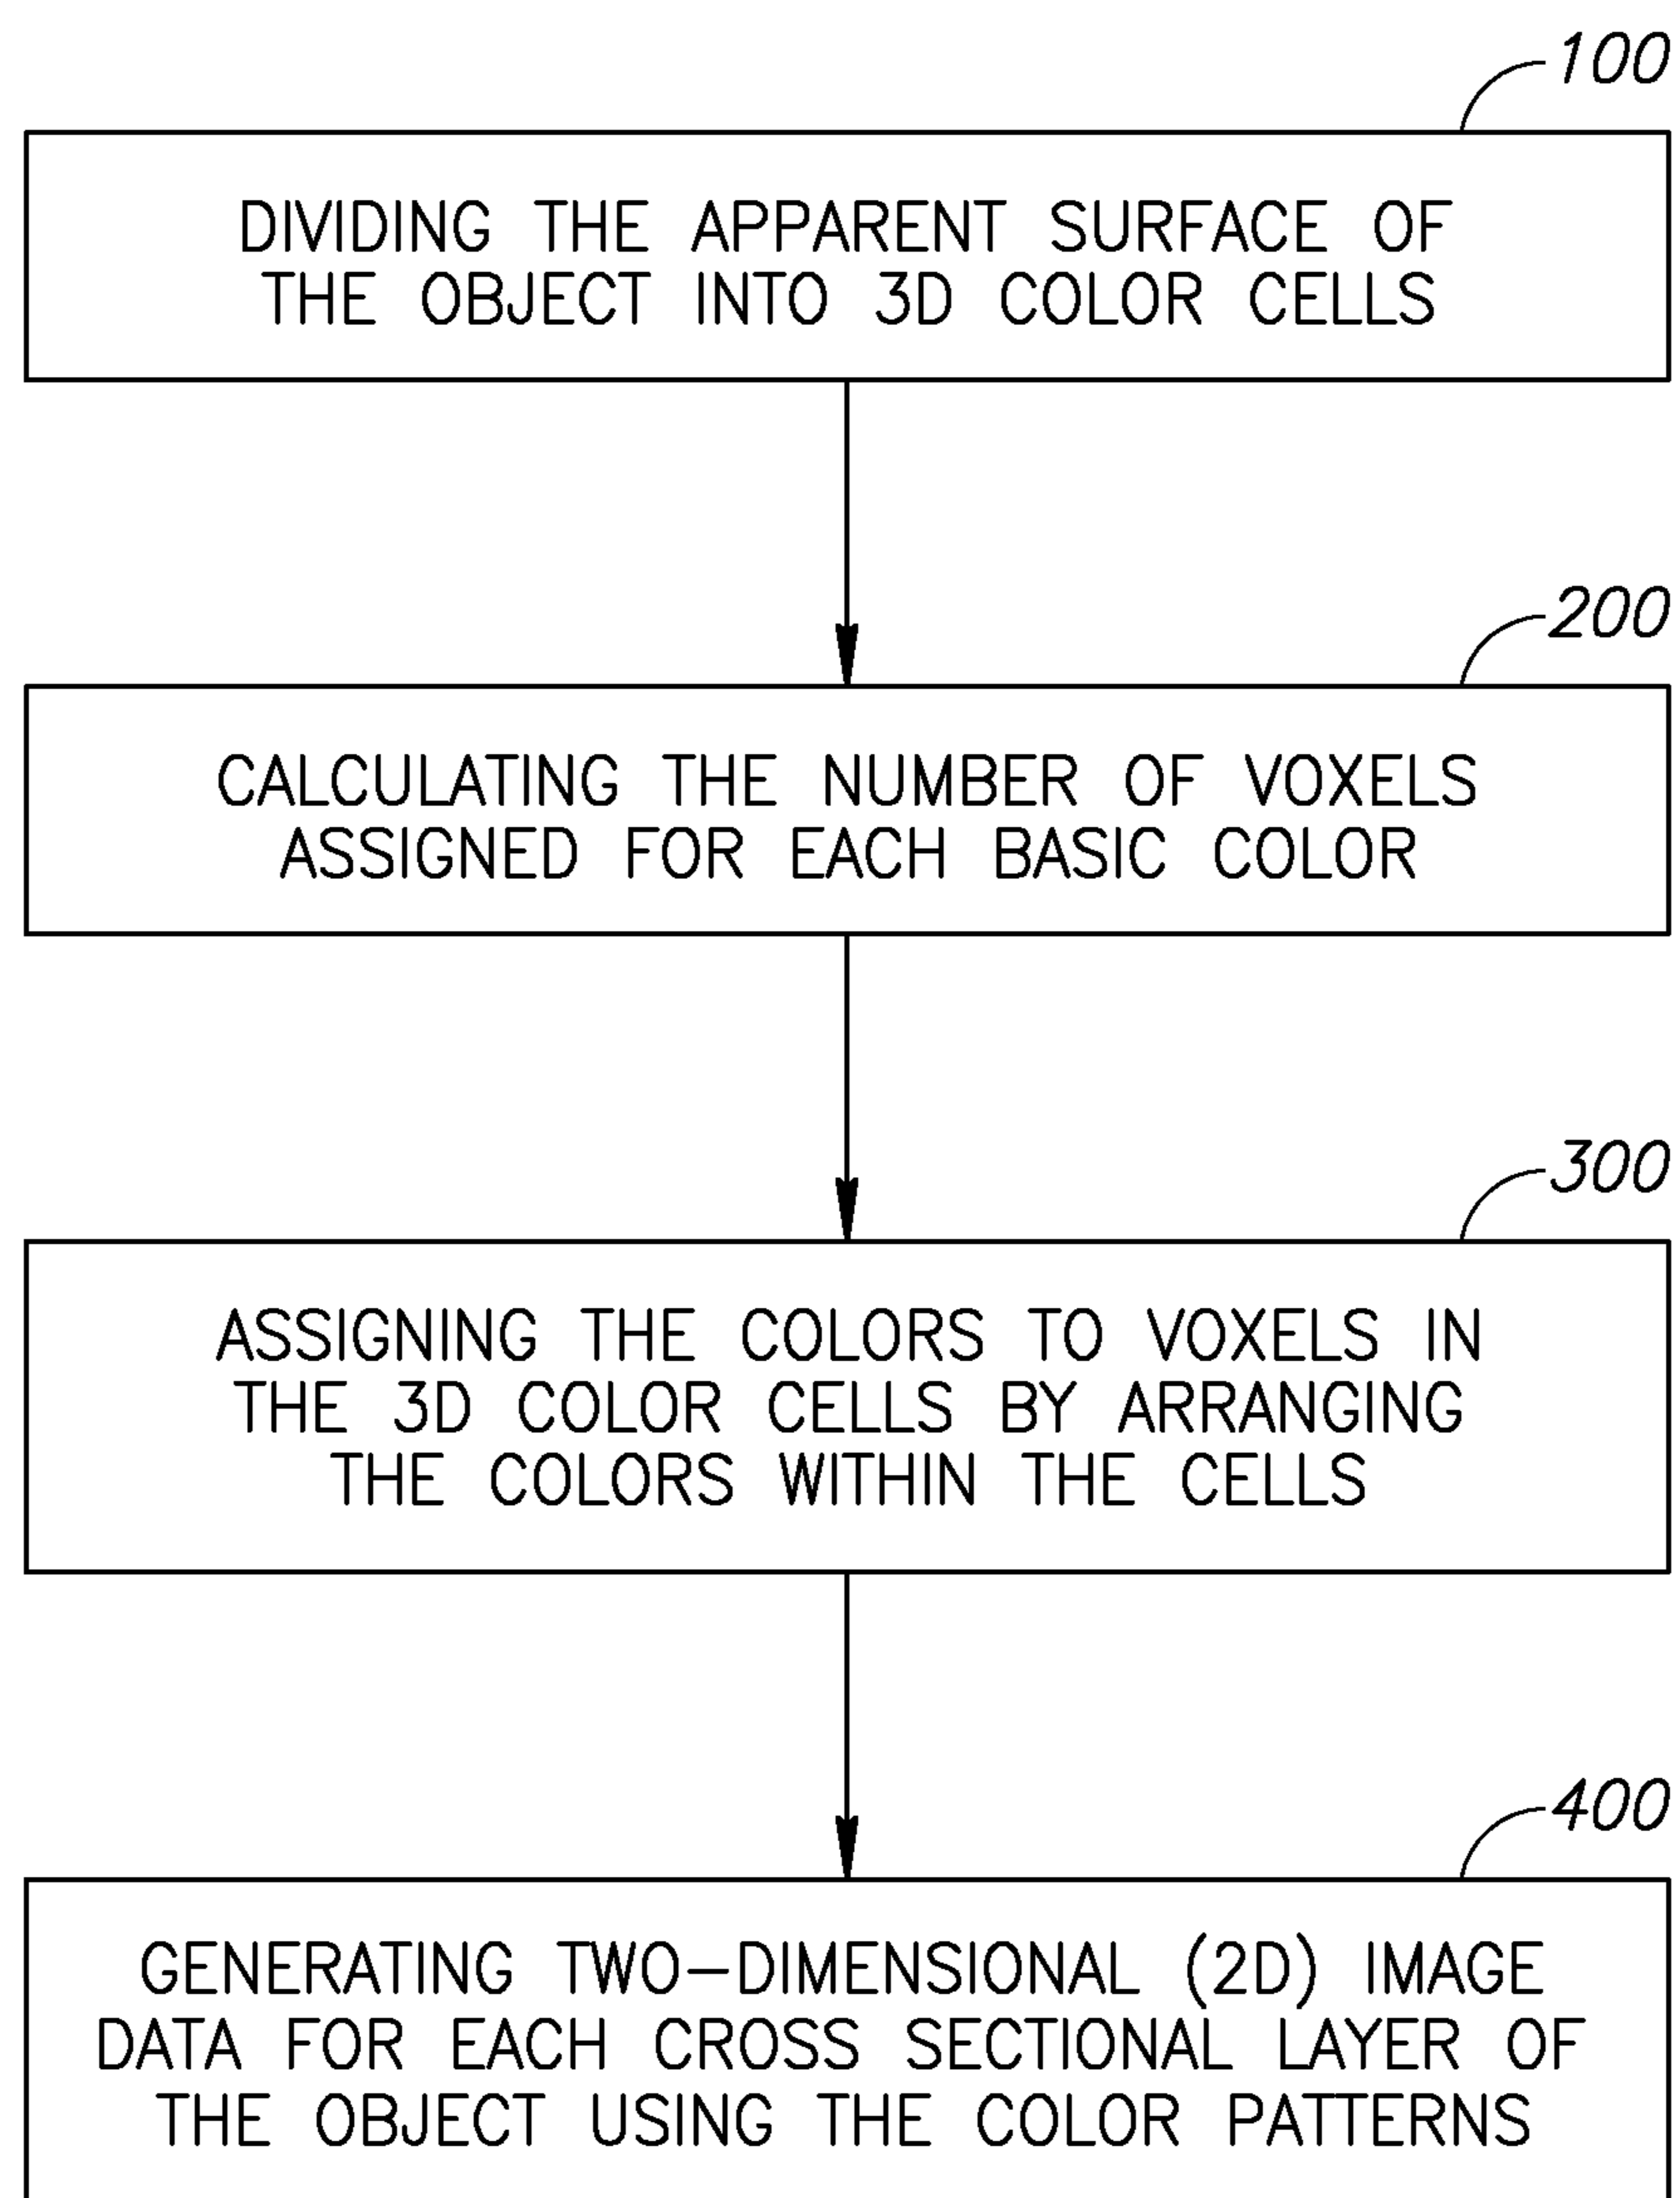 100
DIVIDING THE APPARENT SURFACE OF
THE OBJECT INTO 3D COLOR CELLS
200
CALCULATING THE NUMBER OF VOXELS
ASSIGNED FOR EACH BASIC COLOR
300
ASSIGNING THE COLORS TO VOXELS IN
THE 3D COLOR CELLS BY ARRANGING
THE COLORS WITHIN THE CELLS
400
GENERATING TWO-DIMENSIONAL (2D) IMAGE
DATA FOR EACH CROSS SECTIONAL LAYER OF
THE OBJECT USING THE COLOR PATTERNS